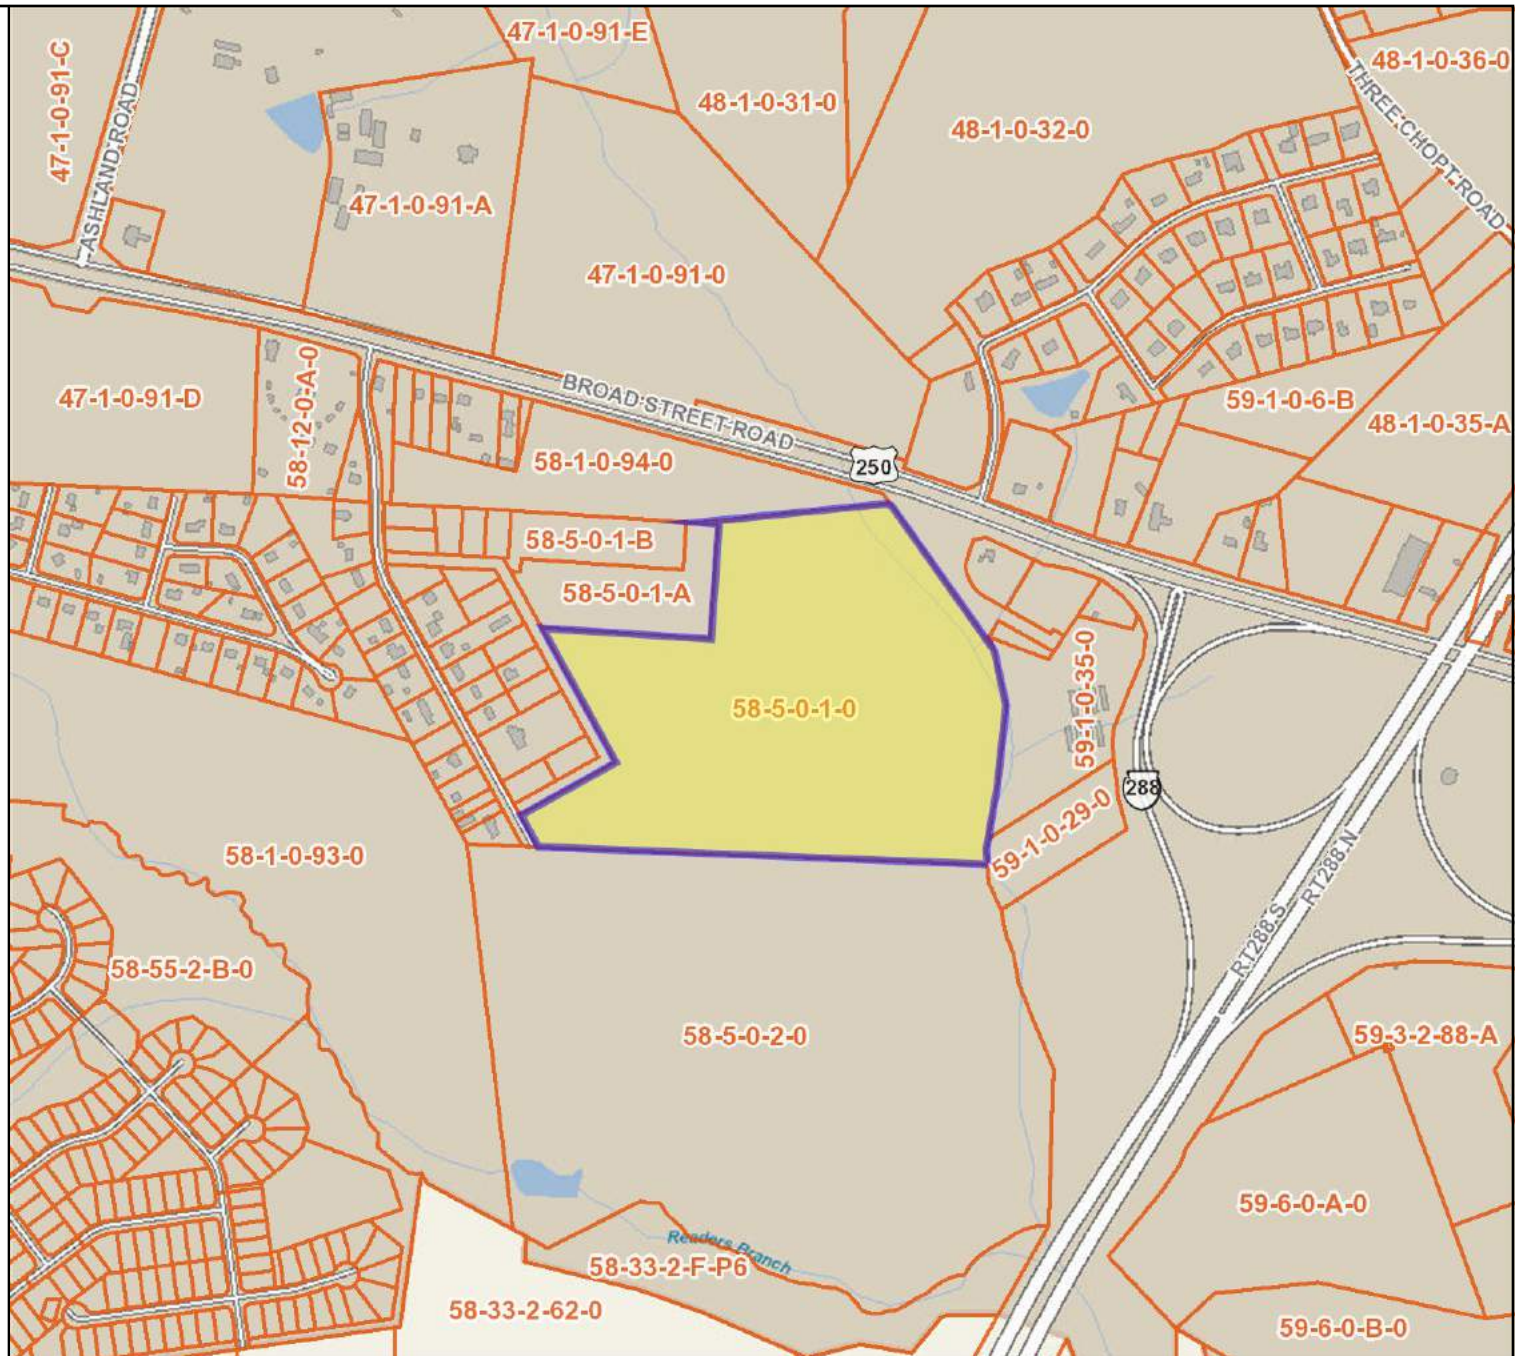 47-1-0-91-E
47-1-0-91-C
ASHLAND ROAD
48-1-0-36-0
48-1-0-31-0
48-1-0-32-0
THREE CHOPT ROAD
47-1-0-91-A
47-1-0-91-0
47-1-0-91-D
58-12-0-A-0
BROAD STREET ROAD
59-1-0-6-B
48-1-0-35-A
58-1-0-94-0
250
58-5-0-1-B
58-5-0-1-A
58-5-0-1-0
59-1-0-35-0
288
59-1-0-29-0
58-1-0-93-0
RT288 N
RT288 S
58-55-2-B-0
58-5-0-2-0
59-3-2-88-A
59-6-0-A-0
Readers Branch
58-33-2-F-P6
58-33-2-62-0
59-6-0-B-0